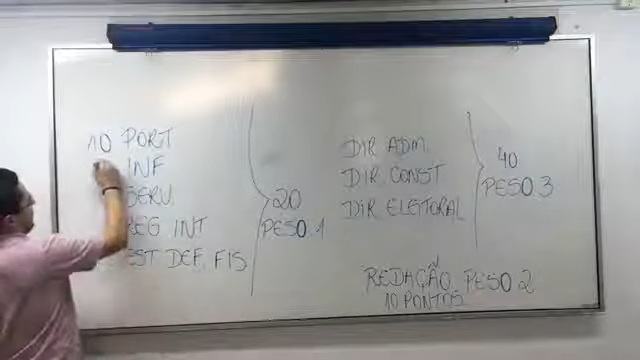 10 PORT
INF
SERV
REG INT
EST DEF. FIS
20
PESO 1
DIR ADM.
DIR CONST
DIR ELEITORAL
40
PESO 3
REDAÇÃO PESO 2
10 PONTOS